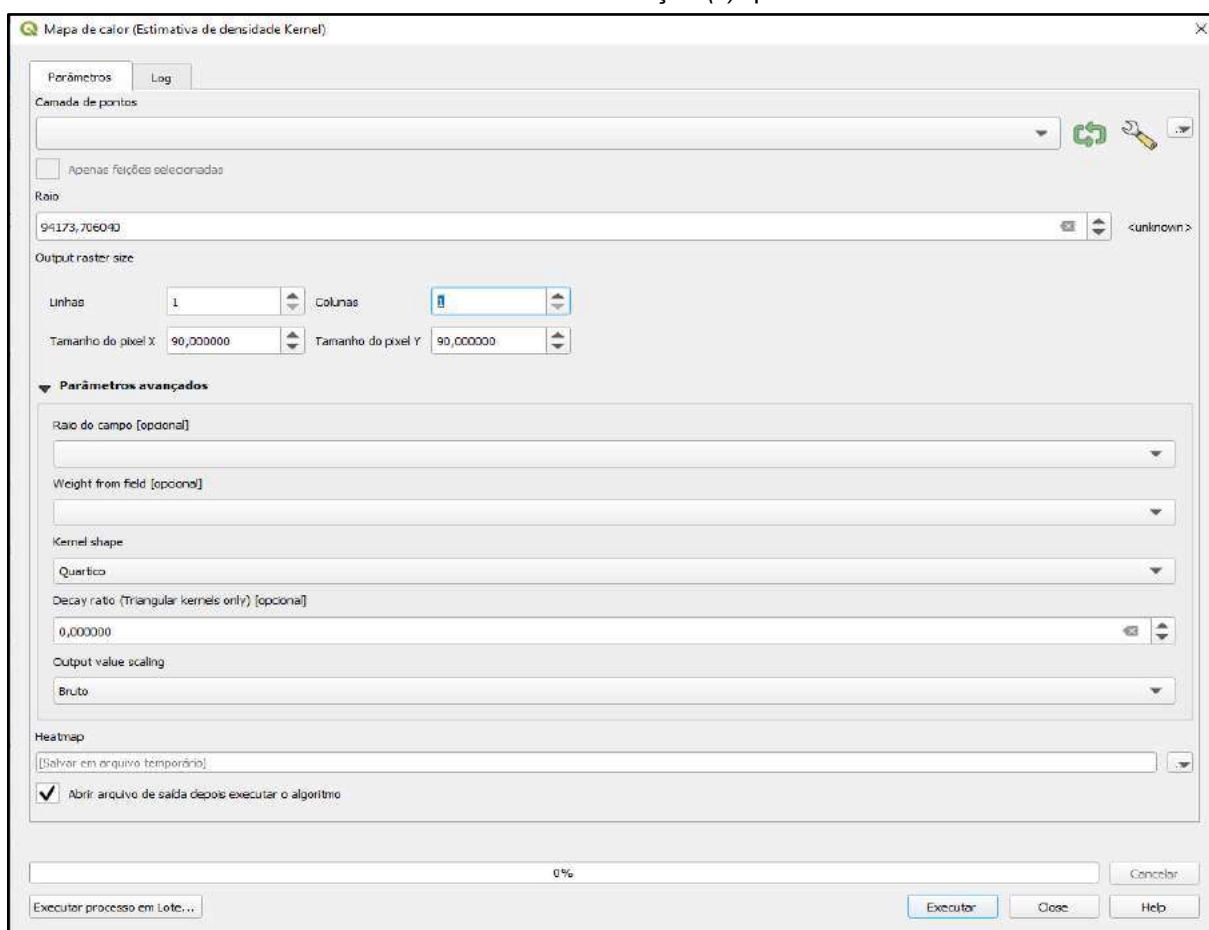 Mapa de calor (Estimativa de densidade Kernel)
Parâmetros Log
Camada de pontos
Apenas feições selecionadas
Raio
94173,706040 <unknown>
Output raster size
Linhas 1 Colunas 1
Tamanho do pixel X 90,000000 Tamanho do pixel Y 90,000000
Parâmetros avançados
Raio do campo [opcional]
Weight from field [opcional]
Kernel shape
Quartico
Decay ratio (Triangular kernels only) [opcional]
0,000000
Output value scaling
Bruto
Heatmap
[Salvar em arquivo temporário]
Abrir arquivo de saída depois executar o algoritmo
0% Cancelar
Executar processo em Lote... Executar Close Help